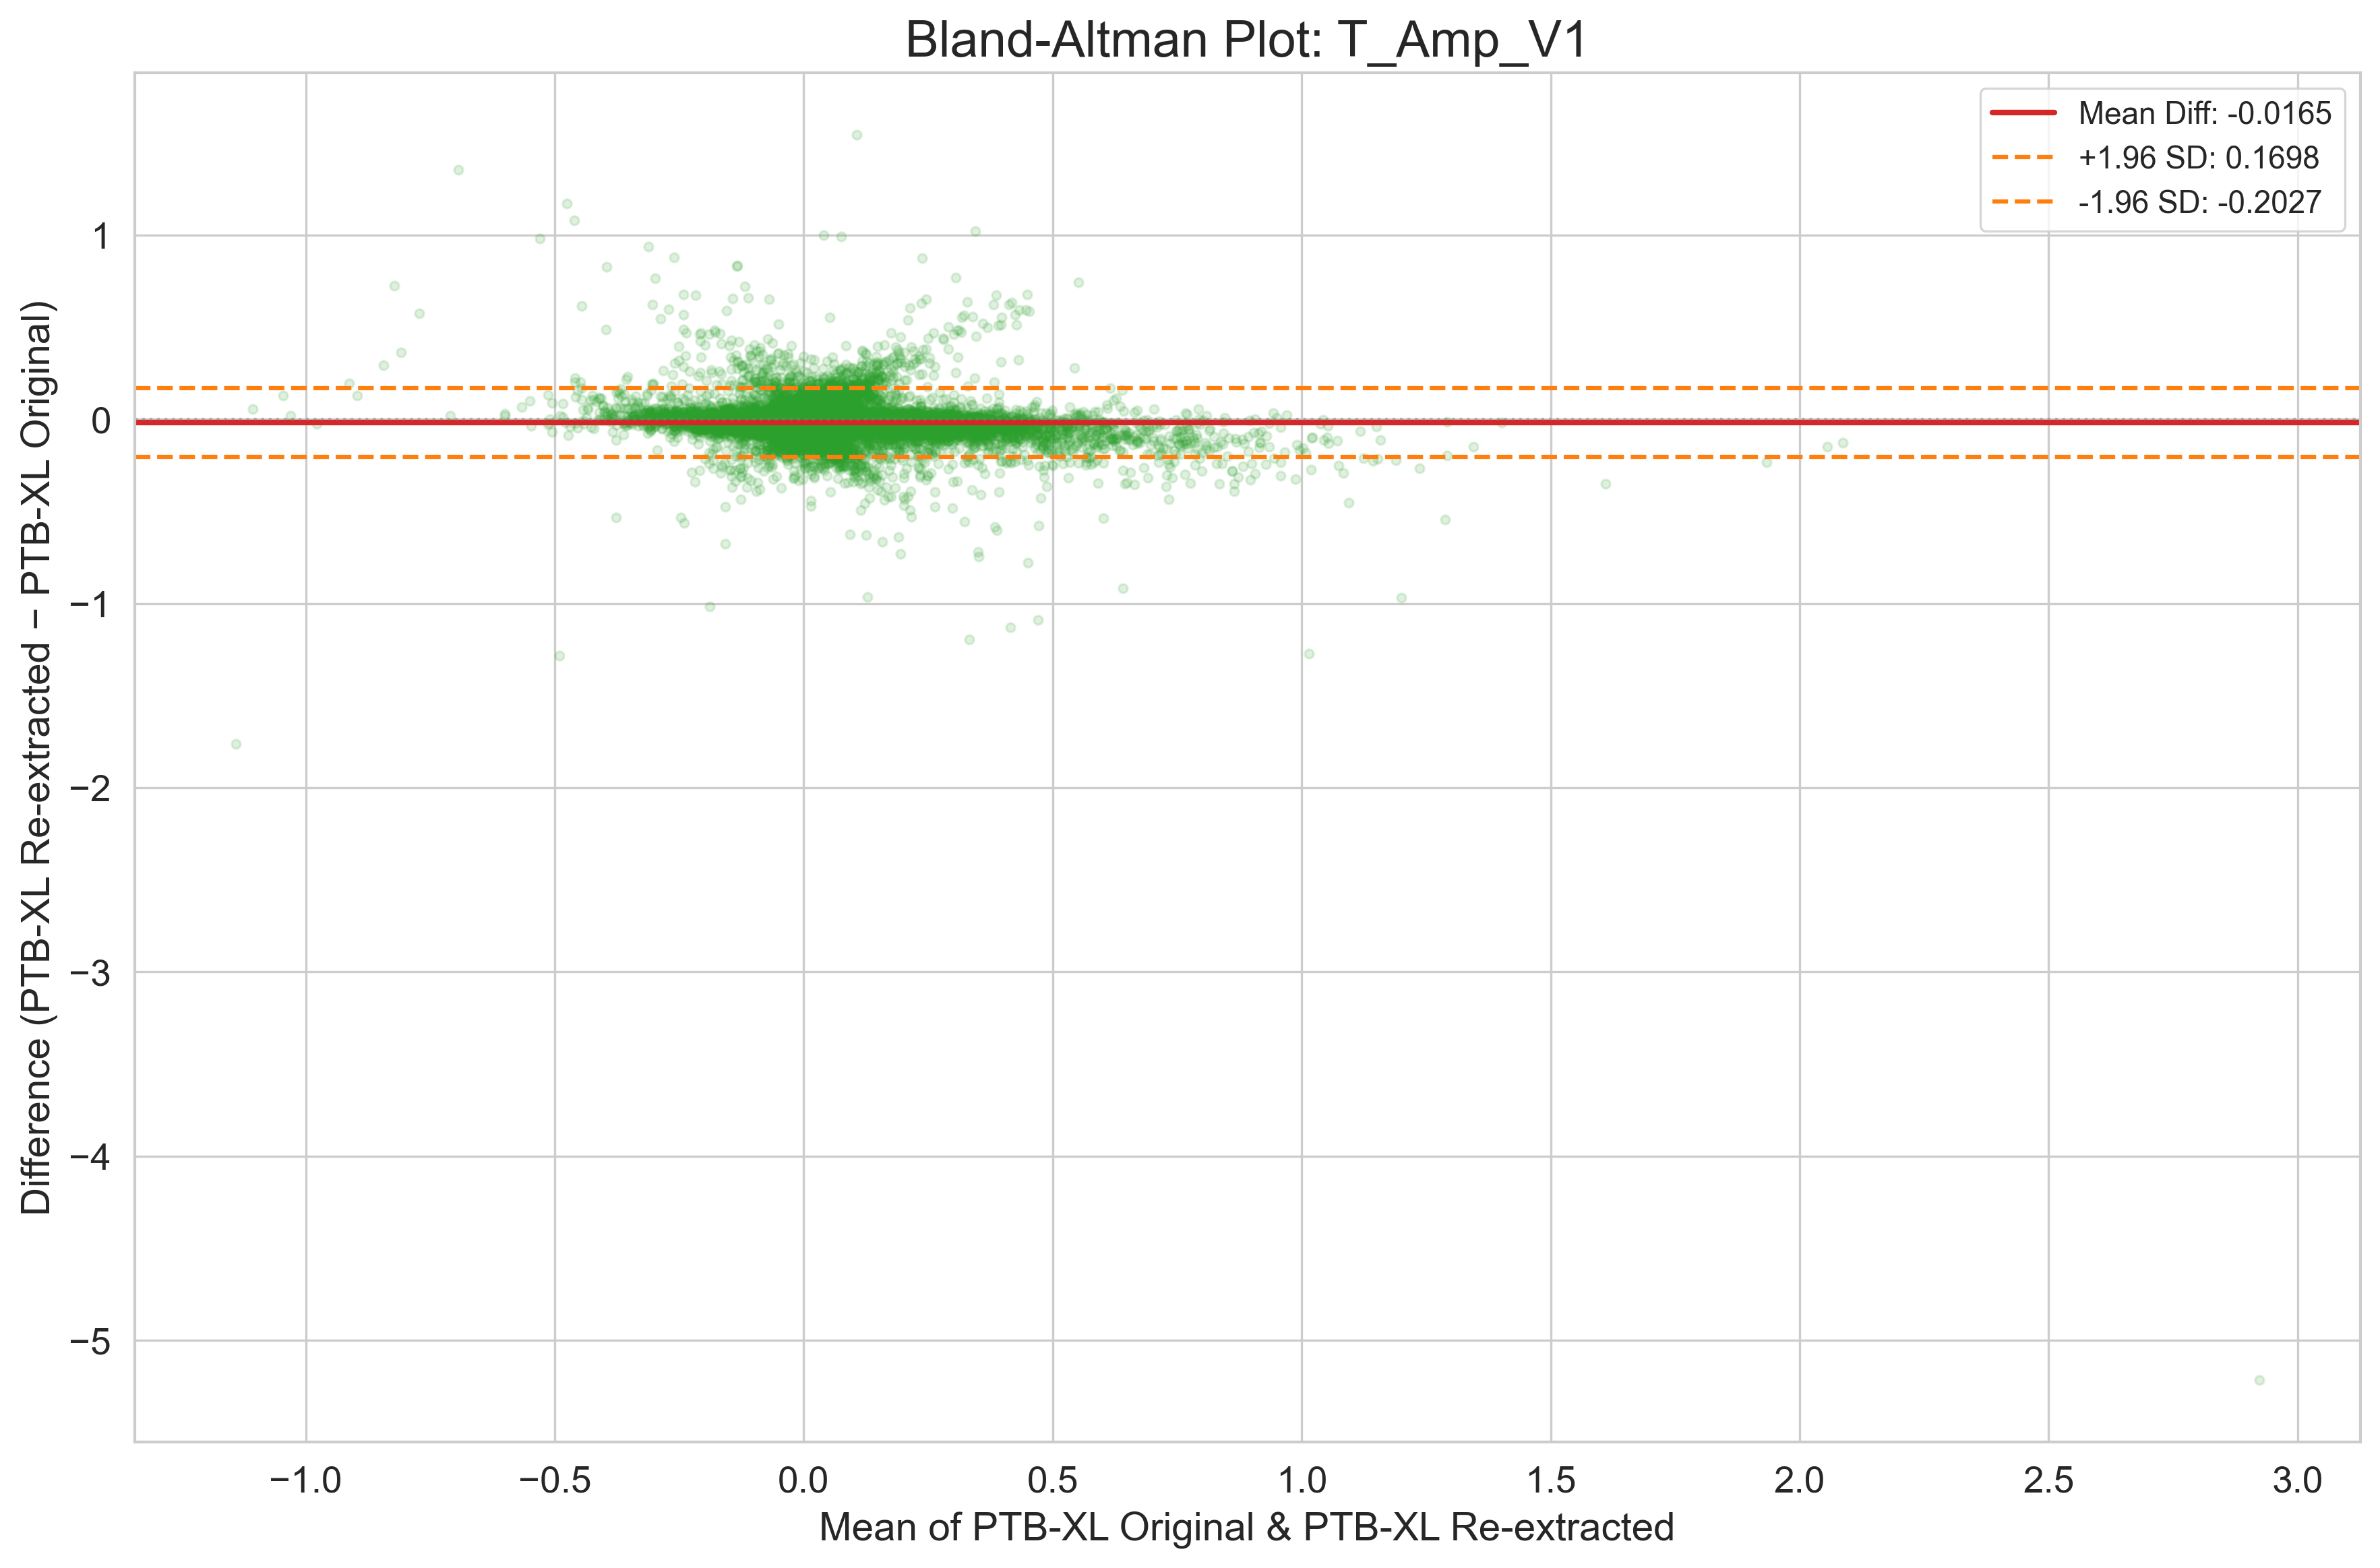 Bland-Altman Plot: T_Amp_V1
Mean Diff: -0.0165
+1.96 SD: 0.1698
-1.96 SD: -0.2027
Difference (PTB-XL Re-extracted − PTB-XL Original)
1
0
−1
−2
−3
−4
−5
−1.0 −0.5 0.0 0.5 1.0 1.5 2.0 2.5 3.0
Mean of PTB-XL Original & PTB-XL Re-extracted